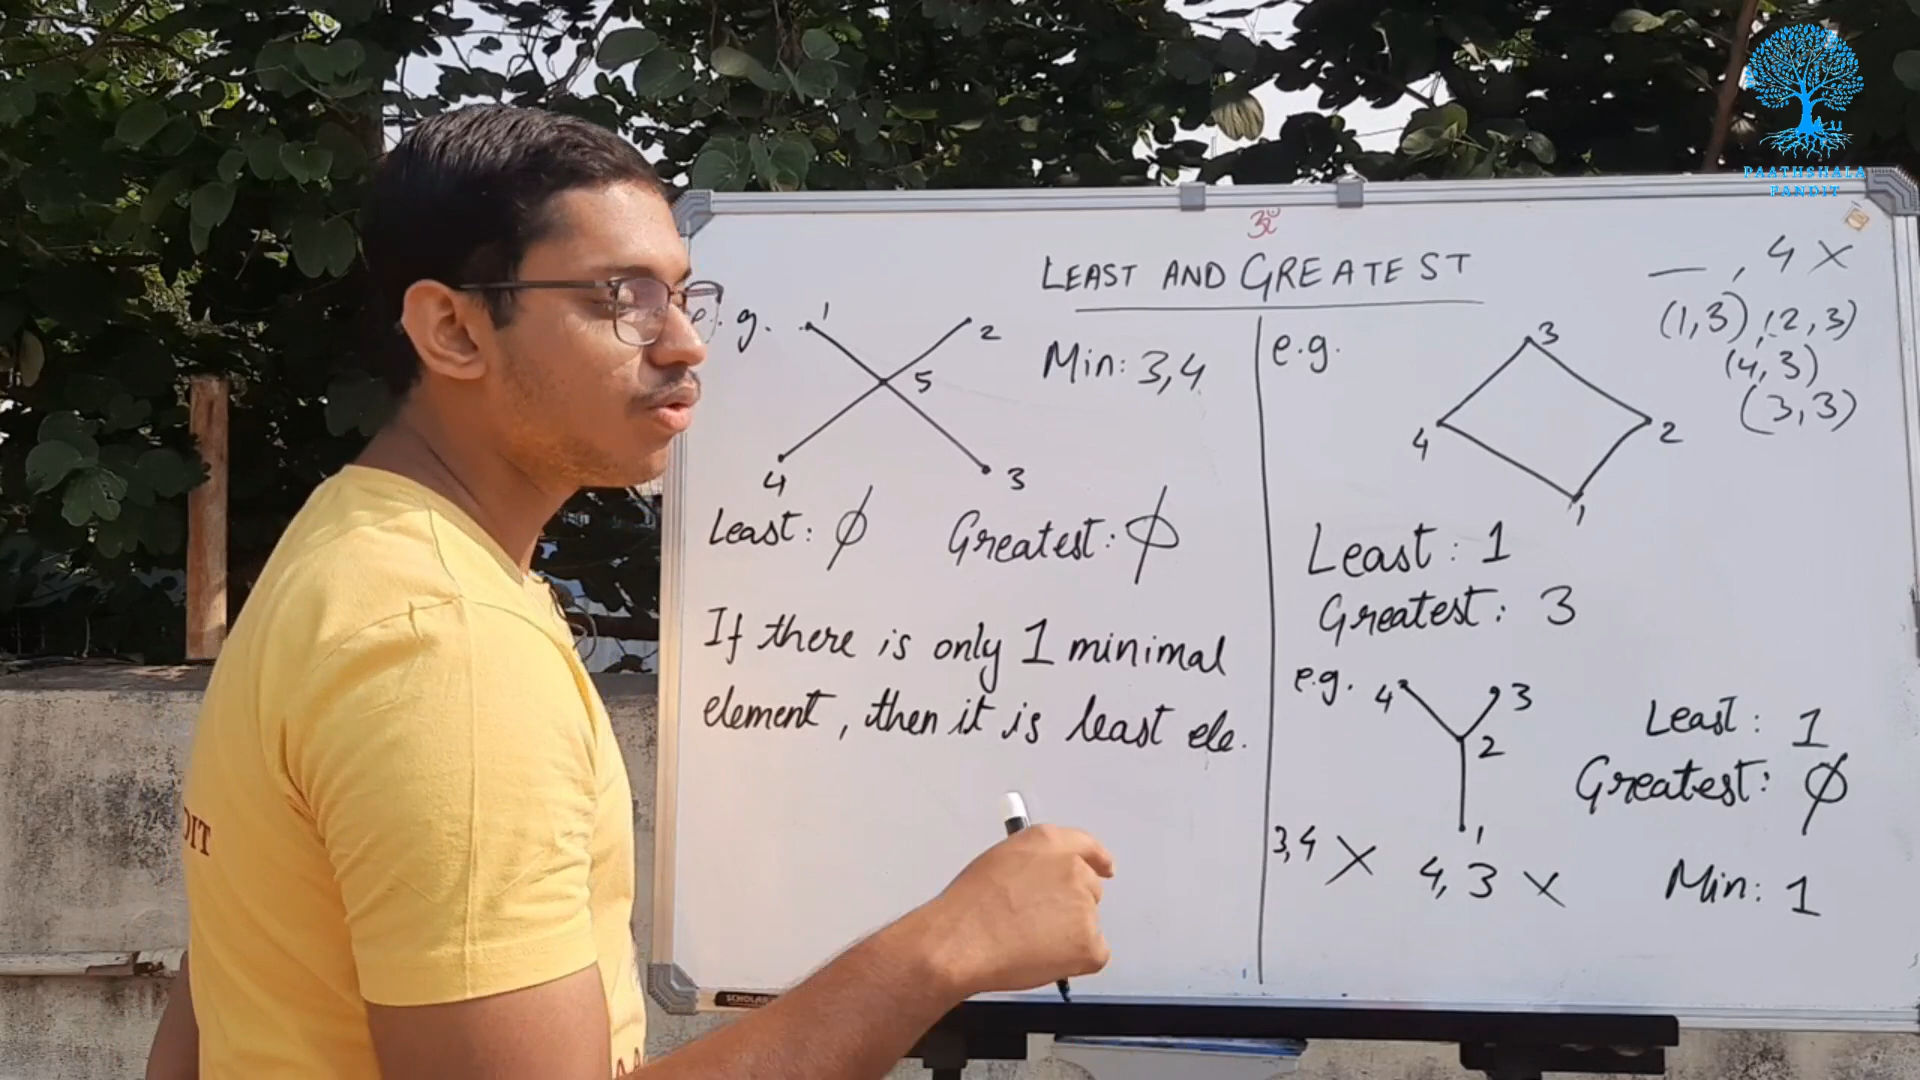 PAATHSHALA
PANDIT
ॐ
LEAST AND GREATEST
e.g.
1
2
5
4
3
Min: 3,4
Least: ϕ
Greatest: ϕ
If there is only 1 minimal
element, then it is least ele.
e.g.
3
4
2
1
__, 4 X
(1,3), (2,3)
(4,3)
(3,3)
Least: 1
Greatest: 3
e.g.
4
3
2
1
Least: 1
Greatest: ϕ
3,4 X
4,3 X
Min: 1
DIT